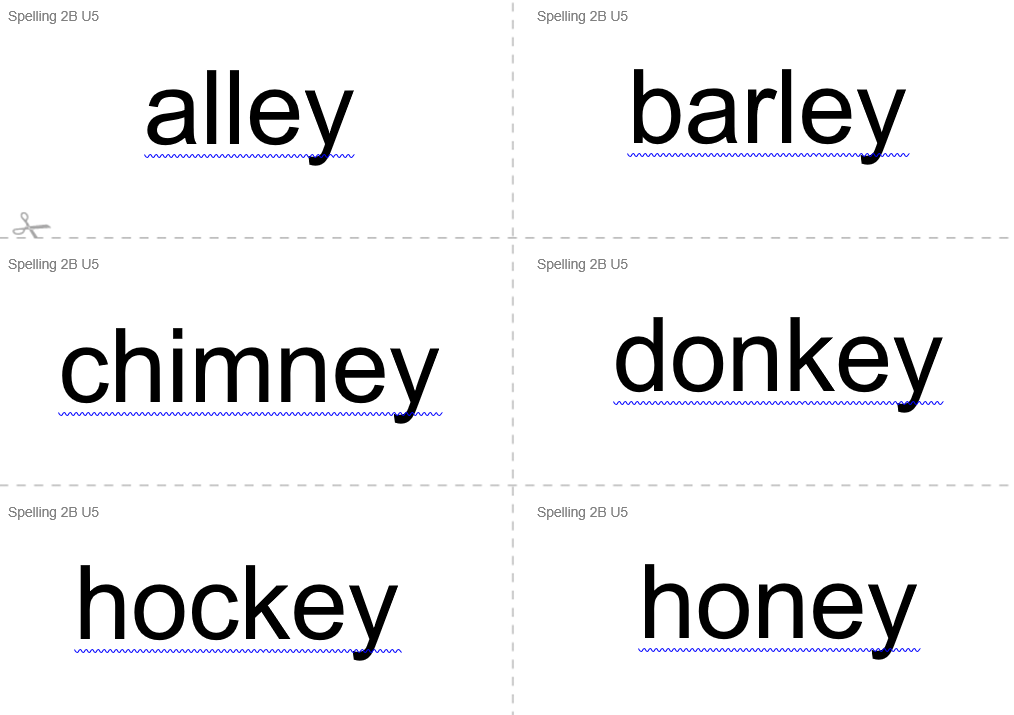 Spelling 2B U5
alley
Spelling 2B U5
barley
Spelling 2B U5
chimney
Spelling 2B U5
donkey
Spelling 2B U5
hockey
Spelling 2B U5
honey